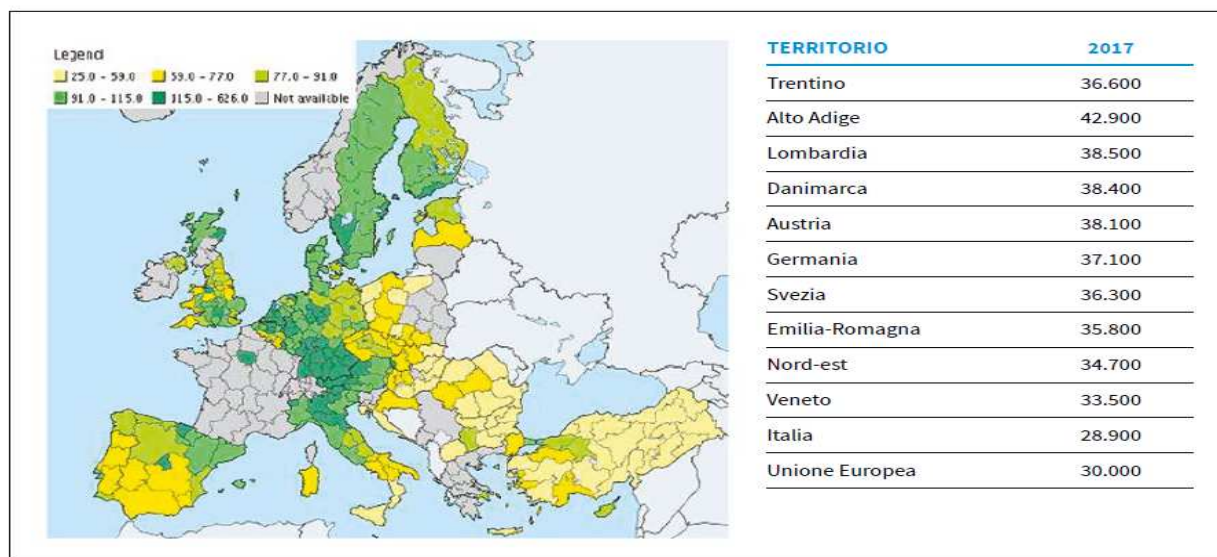 Legend
25.0 - 59.0 59.0 - 77.0 77.0 - 91.0
91.0 - 115.0 115.0 - 626.0 Not available
TERRITORIO 2017
Trentino 36.600
Alto Adige 42.900
Lombardia 38.500
Danimarca 38.400
Austria 38.100
Germania 37.100
Svezia 36.300
Emilia-Romagna 35.800
Nord-est 34.700
Veneto 33.500
Italia 28.900
Unione Europea 30.000